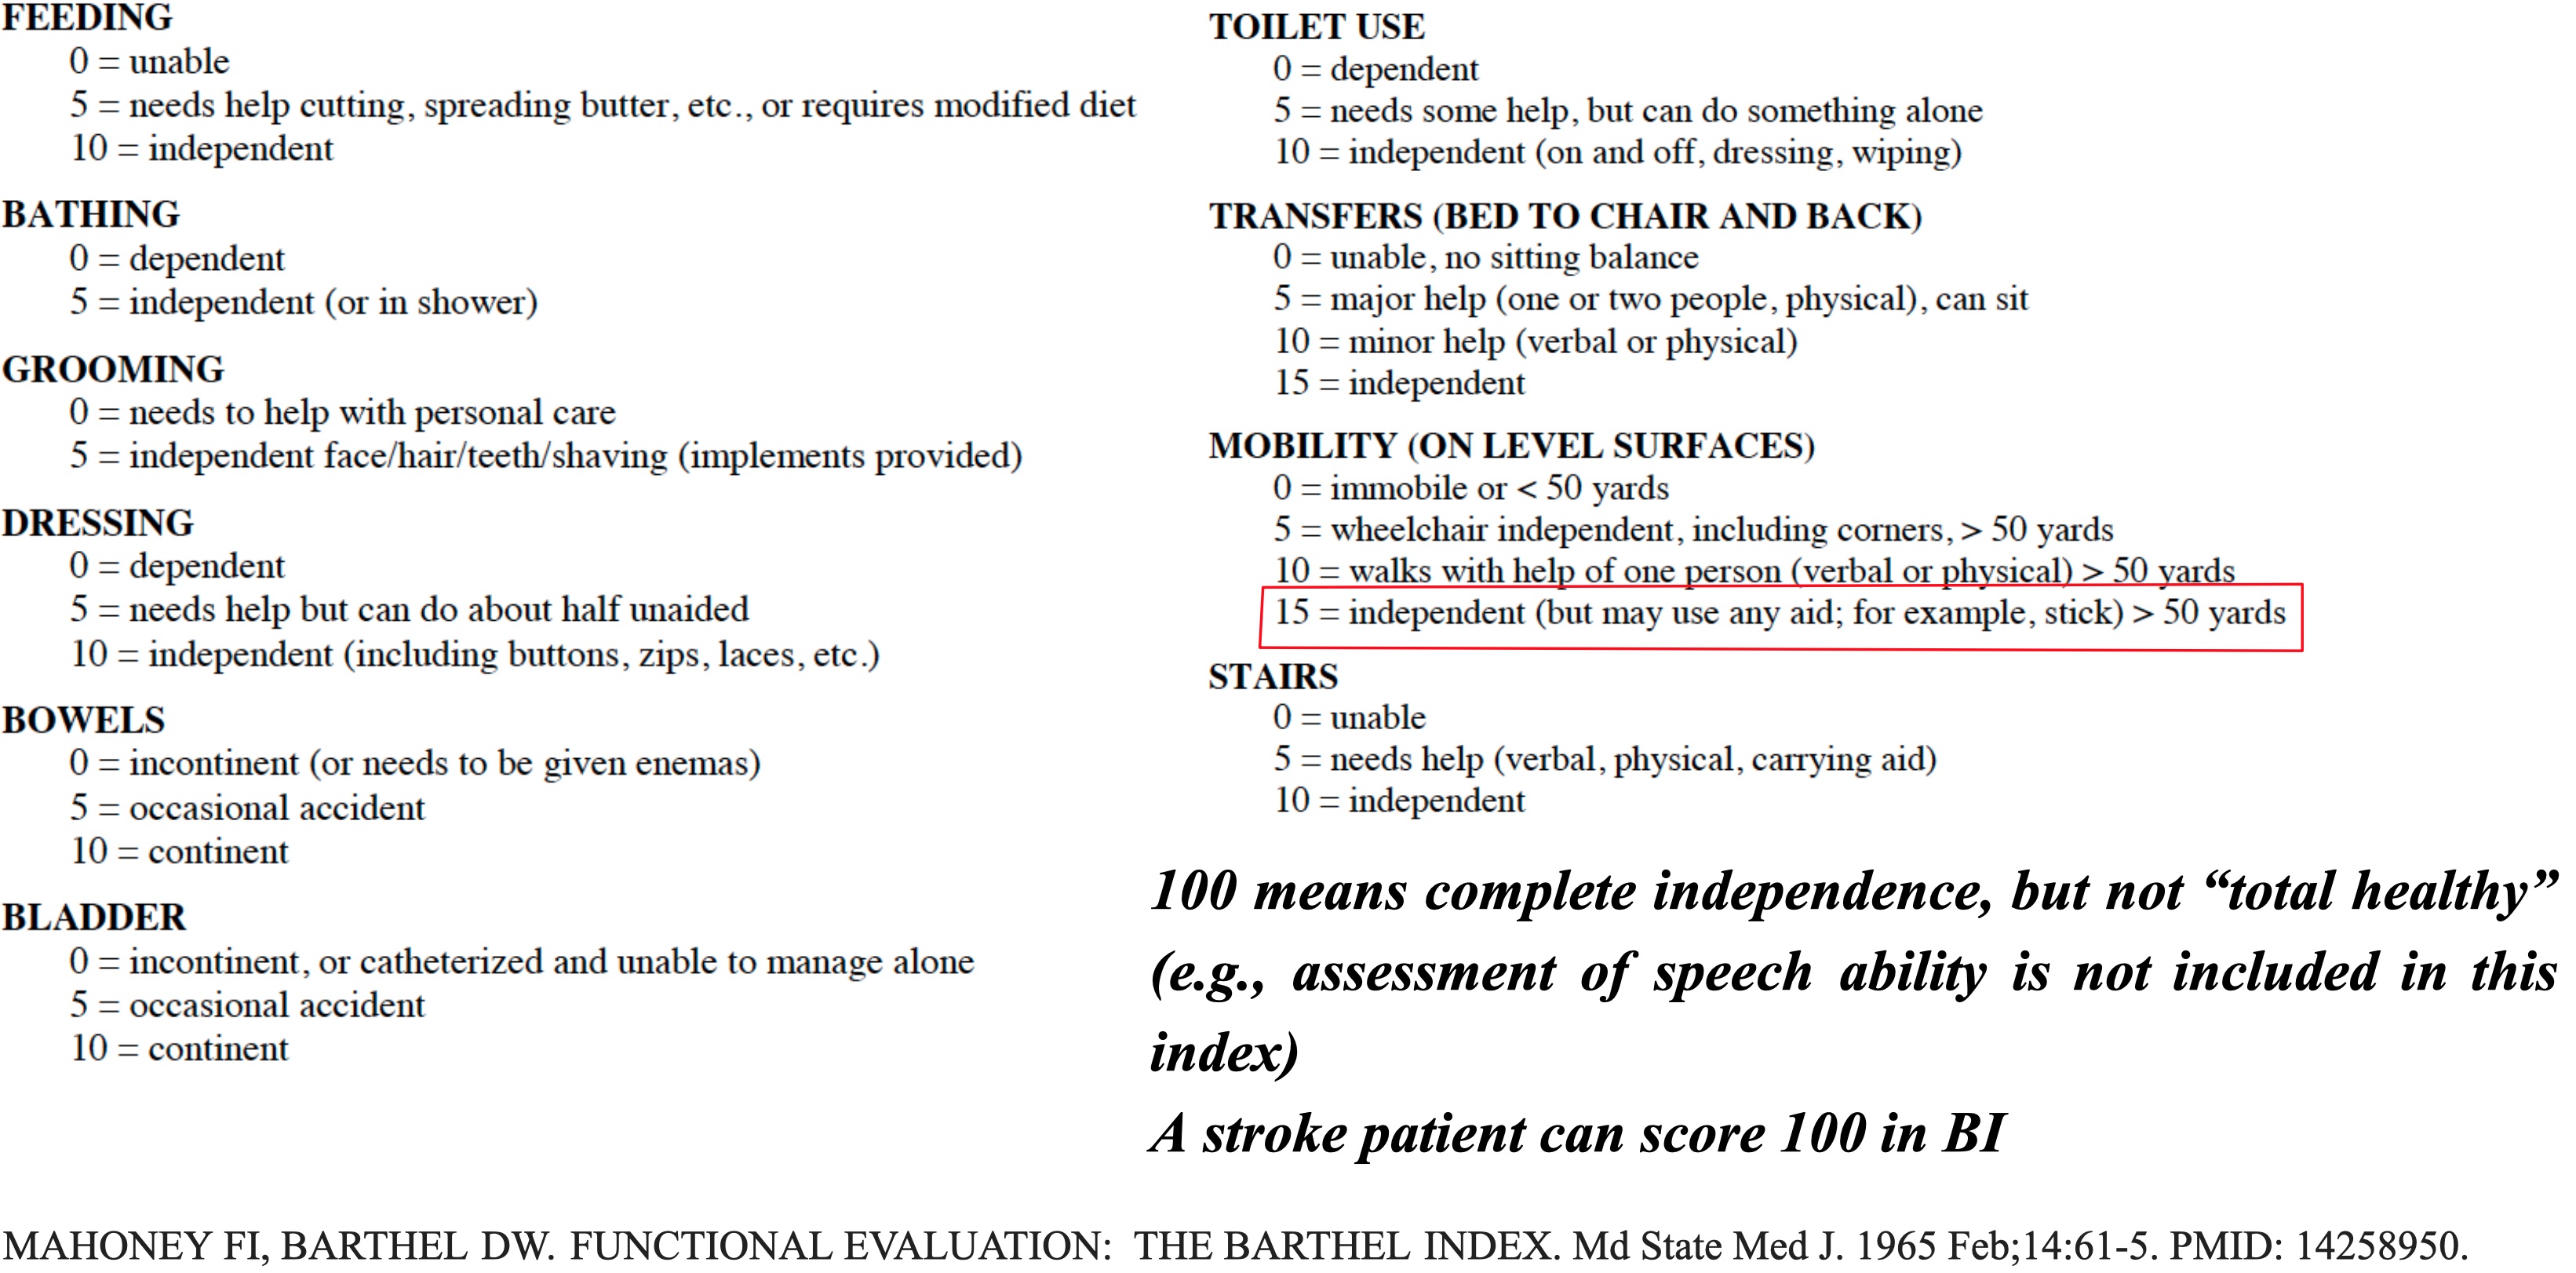 FEEDING
0 = unable
5 = needs help cutting, spreading butter, etc., or requires modified diet
10 = independent
BATHING
0 = dependent
5 = independent (or in shower)
GROOMING
0 = needs to help with personal care
5 = independent face/hair/teeth/shaving (implements provided)
DRESSING
0 = dependent
5 = needs help but can do about half unaided
10 = independent (including buttons, zips, laces, etc.)
BOWELS
0 = incontinent (or needs to be given enemas)
5 = occasional accident
10 = continent
BLADDER
0 = incontinent, or catheterized and unable to manage alone
5 = occasional accident
10 = continent
TOILET USE
0 = dependent
5 = needs some help, but can do something alone
10 = independent (on and off, dressing, wiping)
TRANSFERS (BED TO CHAIR AND BACK)
0 = unable, no sitting balance
5 = major help (one or two people, physical), can sit
10 = minor help (verbal or physical)
15 = independent
MOBILITY (ON LEVEL SURFACES)
0 = immobile or < 50 yards
5 = wheelchair independent, including corners, > 50 yards
10 = walks with help of one person (verbal or physical) > 50 yards
15 = independent (but may use any aid; for example, stick) > 50 yards
STAIRS
0 = unable
5 = needs help (verbal, physical, carrying aid)
10 = independent
100 means complete independence, but not “total healthy”
(e.g., assessment of speech ability is not included in this
index)
A stroke patient can score 100 in BI
MAHONEY FI, BARTHEL DW. FUNCTIONAL EVALUATION: THE BARTHEL INDEX. Md State Med J. 1965 Feb;14:61-5. PMID: 14258950.